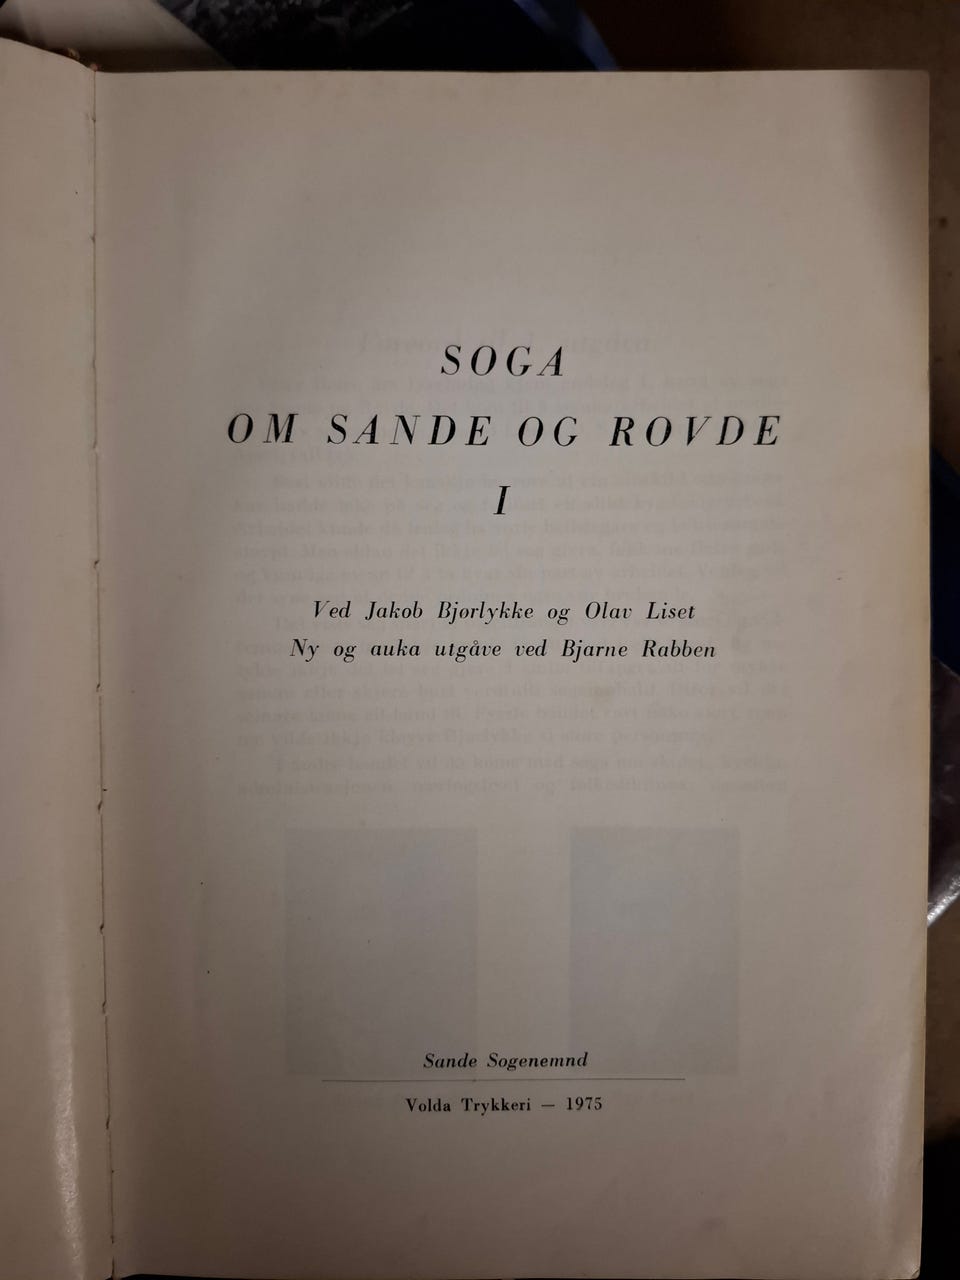 SOGA
OM SANDE OG ROVDE
I
Ved Jakob Bjørlykke og Olav Liset
Ny og auka utgåve ved Bjarne Rabben
Sande Sogenemnd
Volda Trykkeri — 1975